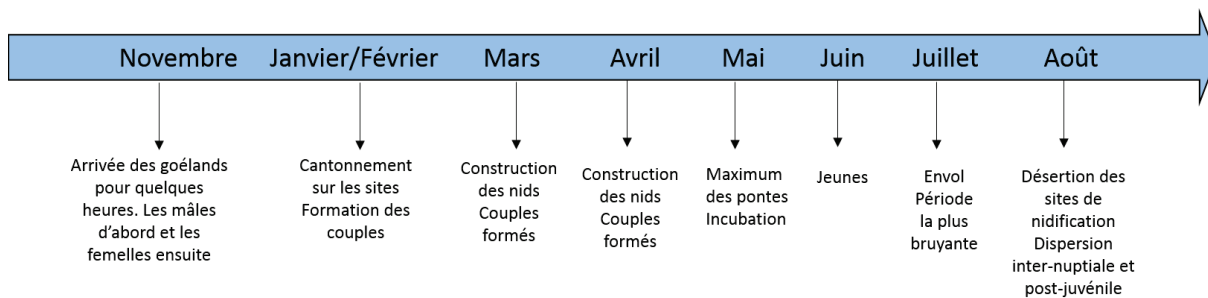 Novembre Janvier/Février Mars Avril Mai Juin Juillet Août
Arrivée des goélands
pour quelques
heures. Les mâles
d'abord et les
femelles ensuite
Cantonnement
sur les sites
Formation des
couples
Construction
des nids
Couples
formés
Construction
des nids
Couples
formés
Maximum
des pontes
Incubation
Jeunes
Envol
Période
la plus
bruyante
Désertion des
sites de
nidification
Dispersion
inter-nuptiale et
post-juvénile